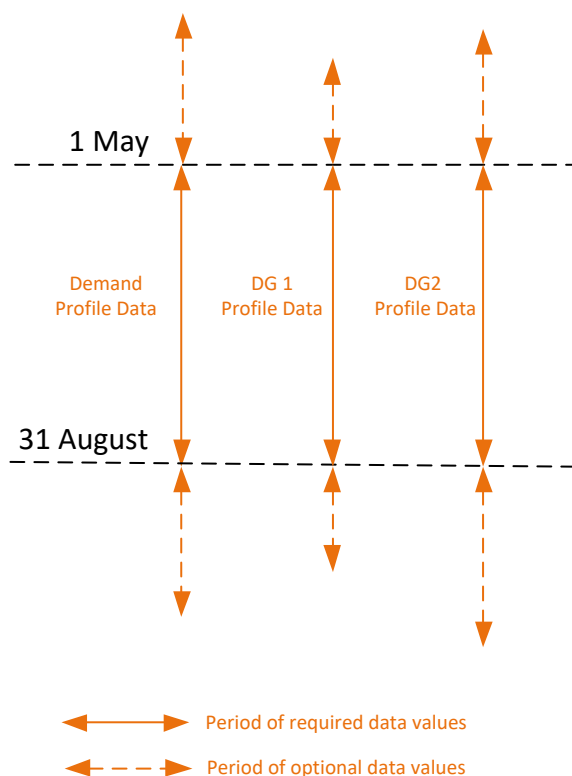 1 May
Demand
Profile Data
DG 1
Profile Data
DG2
Profile Data
31 August
Period of required data values
Period of optional data values